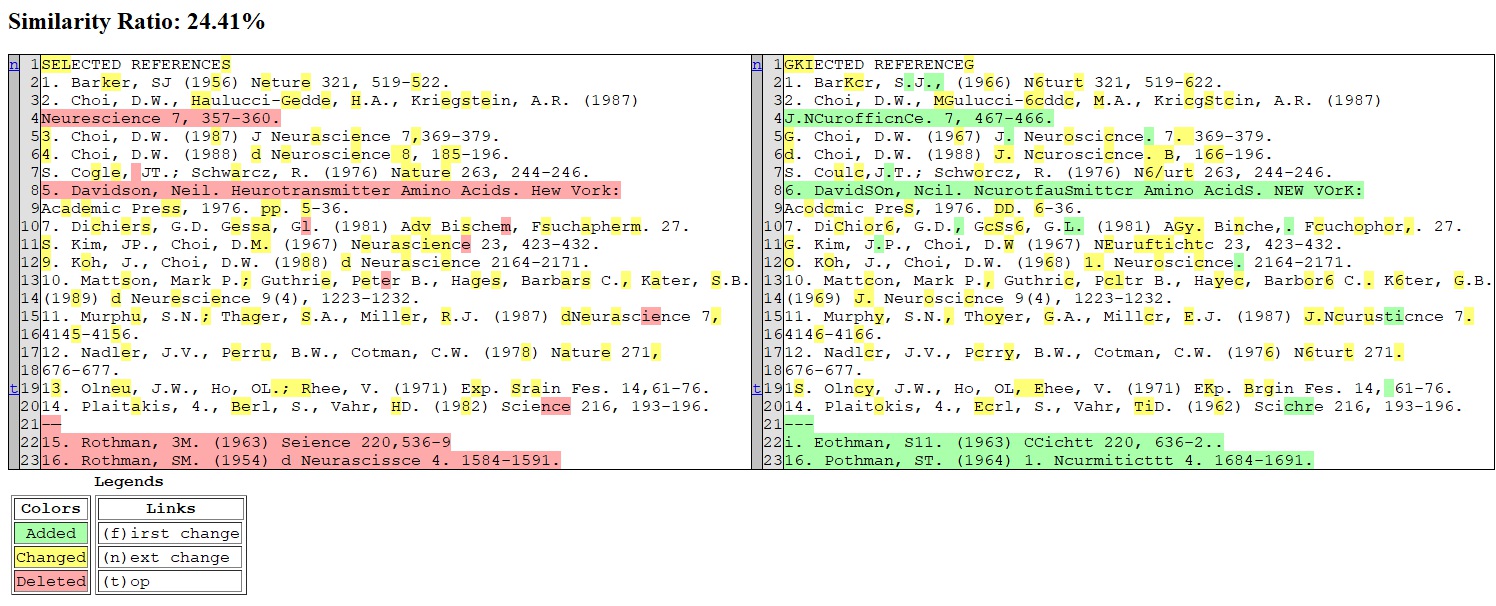 Similarity Ratio: 24.41%
n 1 SELECTED REFERENCES n 1 GKIECTED REFERENCEG
2 1. Barker, SJ (1956) Neture 321, 519-522. 2 1. BarKcr, S.J., (1966) N6turt 321, 519-622.
3 2. Choi, D.W., Haulucci-Gedde, H.A., Kriegstein, A.R. (1987) 3 2. Choi, D.W., MGulucci-6cddc, M.A., KricgStcin, A.R. (1987)
4 Neurescience 7, 357-360. 4 J.NCurofficnCe. 7, 467-466.
5 3. Choi, D.W. (1987) J Neurascience 7,369-379. 5 G. Choi, D.W. (1967) J. Neuroscicnce. 7. 369-379.
6 4. Choi, D.W. (1988) d Neuroscience 8, 185-196. 6 d. Choi, D.W. (1988) J. Ncuroscicnce. B, 166-196.
7 S. Cogle, JT.; Schwarcz, R. (1976) Nature 263, 244-246. 7 S. Coulc,J.T.; Schworcz, R. (1976) N6/urt 263, 244-246.
8 5. Davidson, Neil. Heurotransmitter Amino Acids. Hew Vork: 8 6. DavidSOn, Ncil. NcurotfauSmittcr Amino AcidS. NEW VOrK:
9 Academic Press, 1976. pp. 5-36. 9 Acodcmic PreS, 1976. DD. 6-36.
10 7. Dichiers, G.D. Gessa, Gl. (1981) Adv Bischem, Fsuchapherm. 27. 10 7. DiChior6, G.D., GcSs6, G.L. (1981) AGy. Binche,. Fcuchophor,. 27.
11 S. Kim, JP., Choi, D.M. (1967) Neurascience 23, 423-432. 11 G. Kim, J.P., Choi, D.W (1967) NEuruftichtc 23, 423-432.
12 9. Koh, J., Choi, D.W. (1988) d Neurascience 2164-2171. 12 O. KOh, J., Choi, D.W. (1968) 1. Neuroscicnce. 2164-2171.
13 10. Mattson, Mark P.; Guthrie, Peter B., Hages, Barbars C., Kater, S.B. 13 10. Mattcon, Mark P., Guthric, Pcltr B., Hayec, Barbor6 C.. K6ter, G.B.
14 (1989) d Neurescience 9(4), 1223-1232. 14 (1969) J. Neuroscicnce 9(4), 1223-1232.
15 11. Murphu, S.N.; Thager, S.A., Miller, R.J. (1987) dNeurascience 7, 15 11. Murphy, S.N., Thoyer, G.A., Millcr, E.J. (1987) J.Ncurusticnce 7.
16 4145-4156. 16 4146-4166.
17 12. Nadler, J.V., Perru, B.W., Cotman, C.W. (1978) Nature 271, 17 12. Nadlcr, J.V., Pcrry, B.W., Cotman, C.W. (1976) N6turt 271.
18 676-677. 18 676-677.
t 19 13. Olneu, J.W., Ho, OL.; Rhee, V. (1971) Exp. Srain Fes. 14,61-76. t 19 1S. Olncy, J.W., Ho, OL, Ehee, V. (1971) EKp. Brgin Fes. 14, 61-76.
20 14. Plaitakis, 4., Berl, S., Vahr, HD. (1982) Science 216, 193-196. 20 14. Plaitokis, 4., Ecrl, S., Vahr, TiD. (1962) Scichre 216, 193-196.
21 -- 21 ---
22 15. Rothman, 3M. (1963) Seience 220,536-9 22 i. Eothman, S11. (1963) CCichtt 220, 636-2..
23 16. Rothman, SM. (1954) d Neurascissce 4. 1584-1591. 23 16. Pothman, ST. (1964) 1. Ncurmiticttt 4. 1684-1691.
Legends
Colors Links
Added (f)irst change
Changed (n)ext change
Deleted (t)op